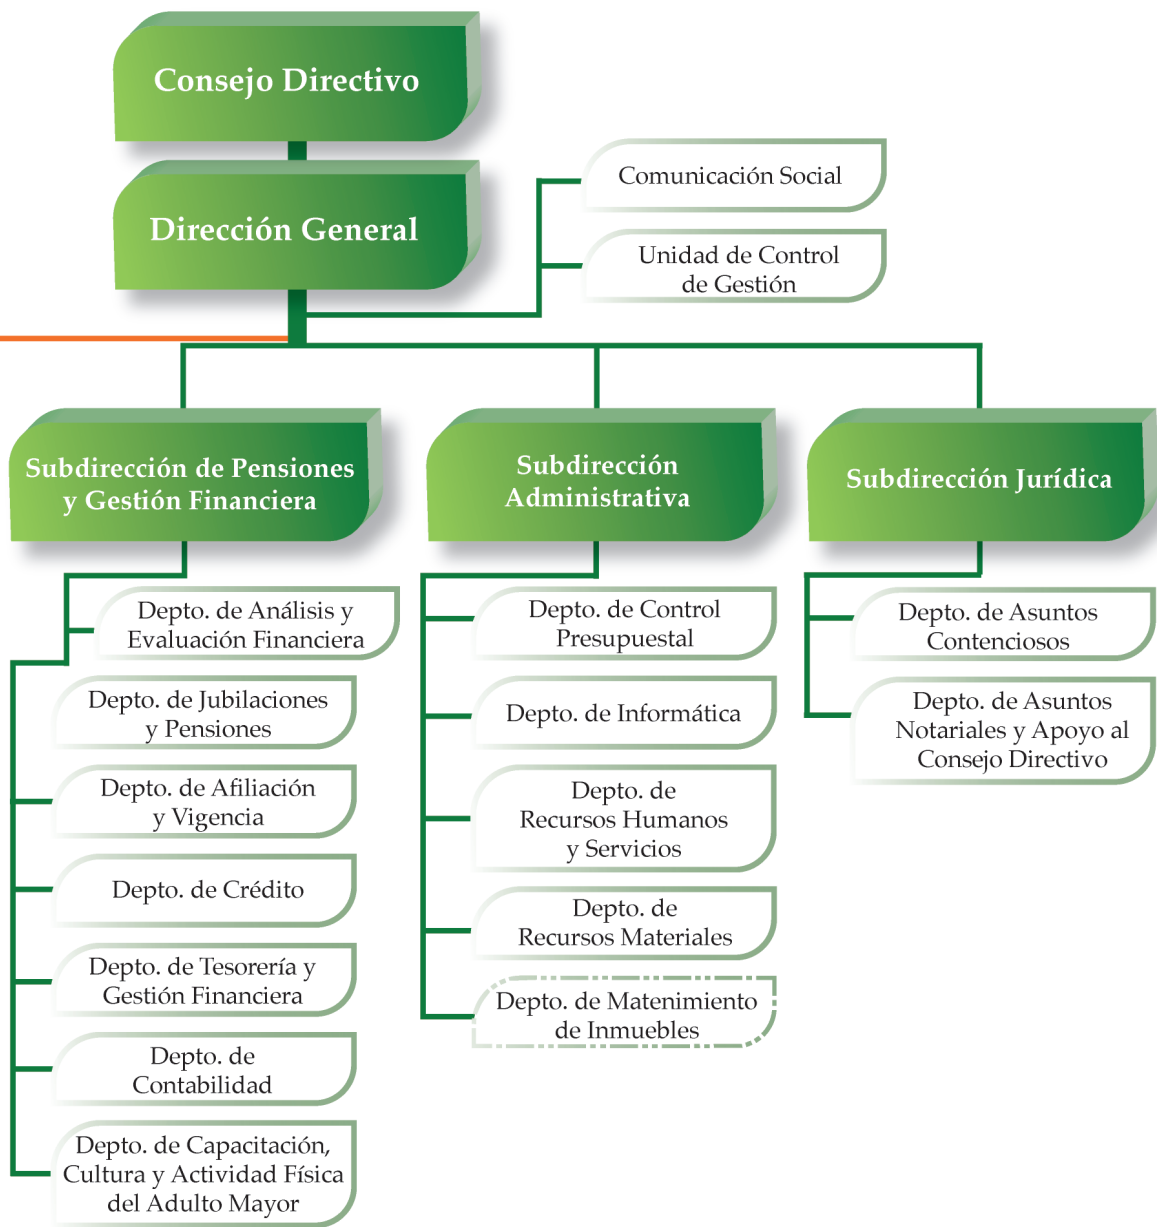 Consejo Directivo
Dirección General
Comunicación Social
Unidad de Control
de Gestión
Subdirección de Pensiones
y Gestión Financiera
Subdirección
Administrativa
Subdirección Jurídica
Depto. de Análisis y
Evaluación Financiera
Depto. de Jubilaciones
y Pensiones
Depto. de Afiliación
y Vigencia
Depto. de Crédito
Depto. de Tesorería y
Gestión Financiera
Depto. de
Contabilidad
Depto. de Capacitación,
Cultura y Actividad Física
del Adulto Mayor
Depto. de Control
Presupuestal
Depto. de Informática
Depto. de
Recursos Humanos
y Servicios
Depto. de
Recursos Materiales
Depto. de Matenimiento
de Inmuebles
Depto. de Asuntos
Contenciosos
Depto. de Asuntos
Notariales y Apoyo al
Consejo Directivo